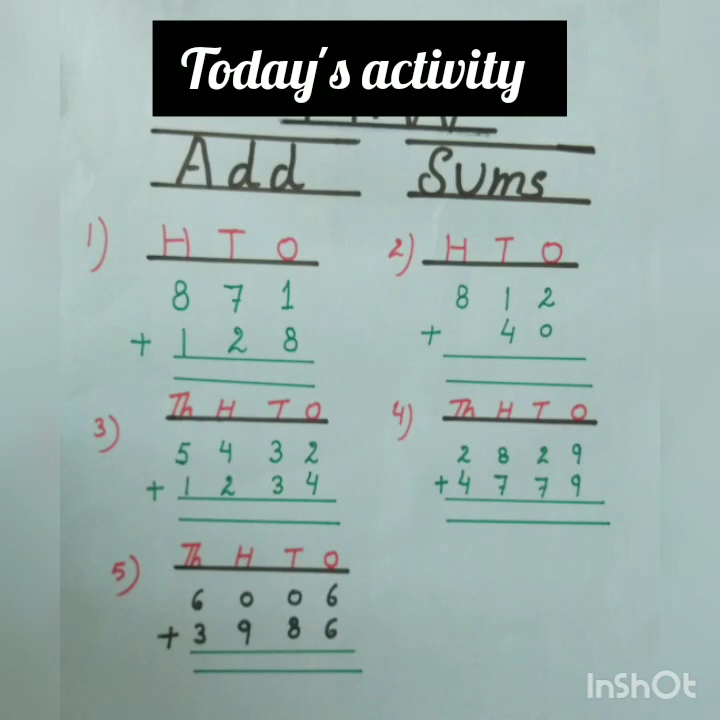 Today's activity
Add Sums
1) H T O
8 7 1
+ 1 2 8
2) H T O
8 1 2
+ 4 0
3) Th H T O
5 4 3 2
+ 1 2 3 4
4) Th H T O
2 8 2 9
+ 4 7 7 9
5) Th H T O
6 0 0 6
+ 3 9 8 6
InShOt